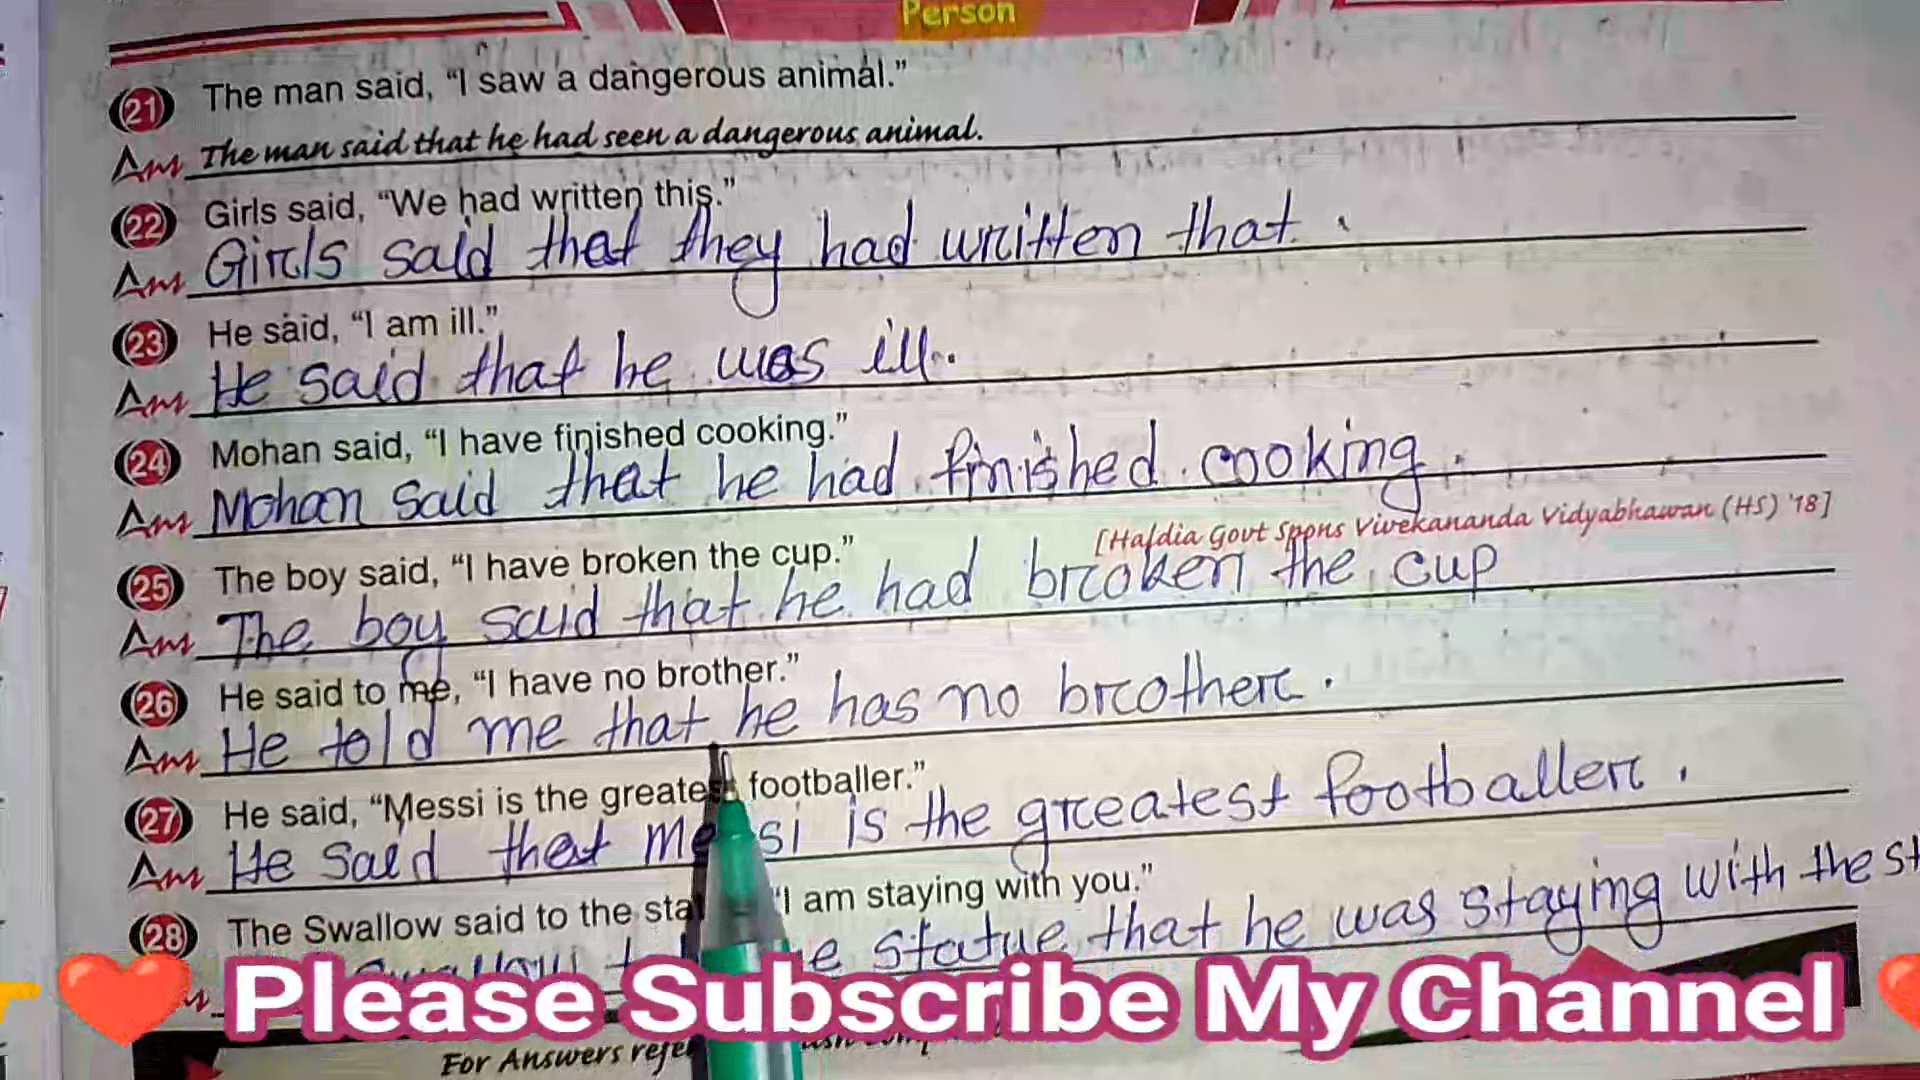 Person
21 The man said, “I saw a dangerous animal.”
Ans The man said that he had seen a dangerous animal.
22 Girls said, “We had written this.”
Ans Girls said that they had written that.
23 He said, “I am ill.”
Ans He said that he was ill.
24 Mohan said, “I have finished cooking.”
Ans Mohan said that he had finished cooking.
[Haldia Govt Spons Vivekananda Vidyabhawan (HS) '18]
25 The boy said, “I have broken the cup.”
Ans The boy said that he had broken the cup
26 He said to me, “I have no brother.”
Ans He told me that he has no brother.
27 He said, “Messi is the greatest footballer.”
Ans He said that messi is the greatest footballer.
28 The Swallow said to the “I am staying with you.”
statue that he was staying with the
Please Subscribe My Channel
For Answers